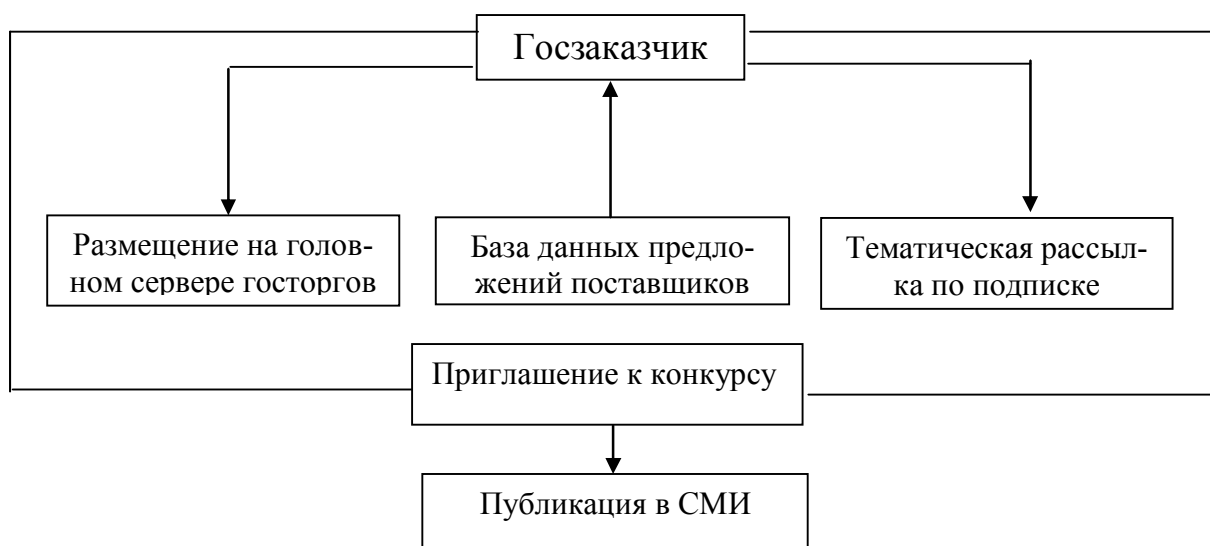 Госзаказчик
Размещение на голов-
ном сервере госторгов
База данных предло-
жений поставщиков
Тематическая рассыл-
ка по подписке
Приглашение к конкурсу
Публикация в СМИ